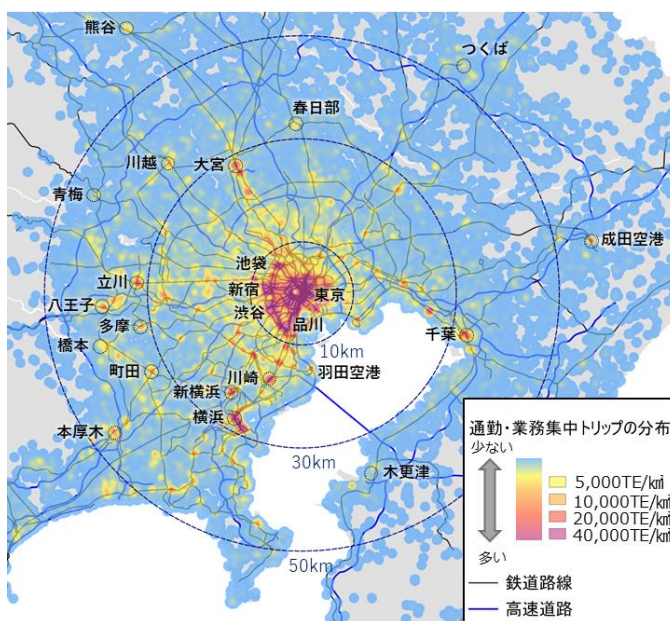 熊谷
つくば
春日部
川越
大宮
青梅
成田空港
池袋
立川
新宿
東京
八王子
渋谷
多摩
品川
千葉
橋本
10km
町田
川崎
羽田空港
新横浜
横浜
本厚木
30km
木更津
50km
通勤・業務集中トリップの分布
少ない
5,000TE/k㎡
10,000TE/k㎡
20,000TE/k㎡
40,000TE/k㎡
多い
鉄道路線
高速道路